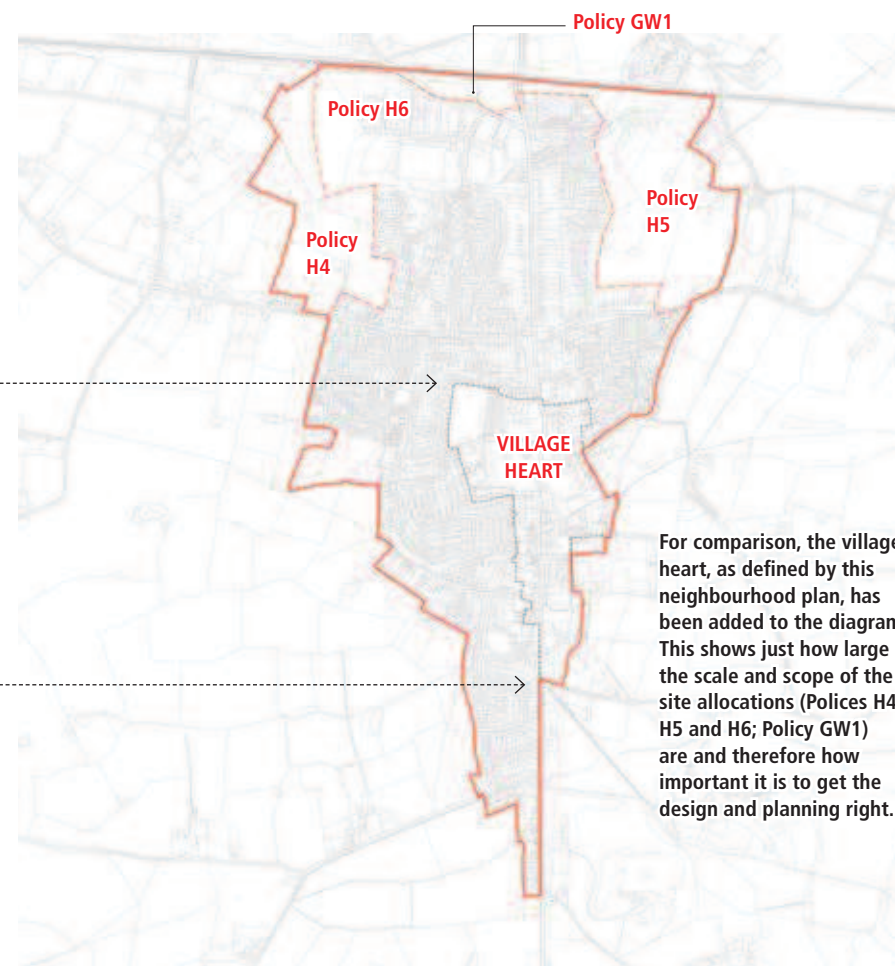 Policy GW1
Policy H6
Policy
H5
Policy
H4
VILLAGE
HEART
For comparison, the village
heart, as defined by this
neighbourhood plan, has
been added to the diagram
This shows just how large
the scale and scope of the
site allocations (Polices H4
H5 and H6; Policy GW1)
are and therefore how
important it is to get the
design and planning right.